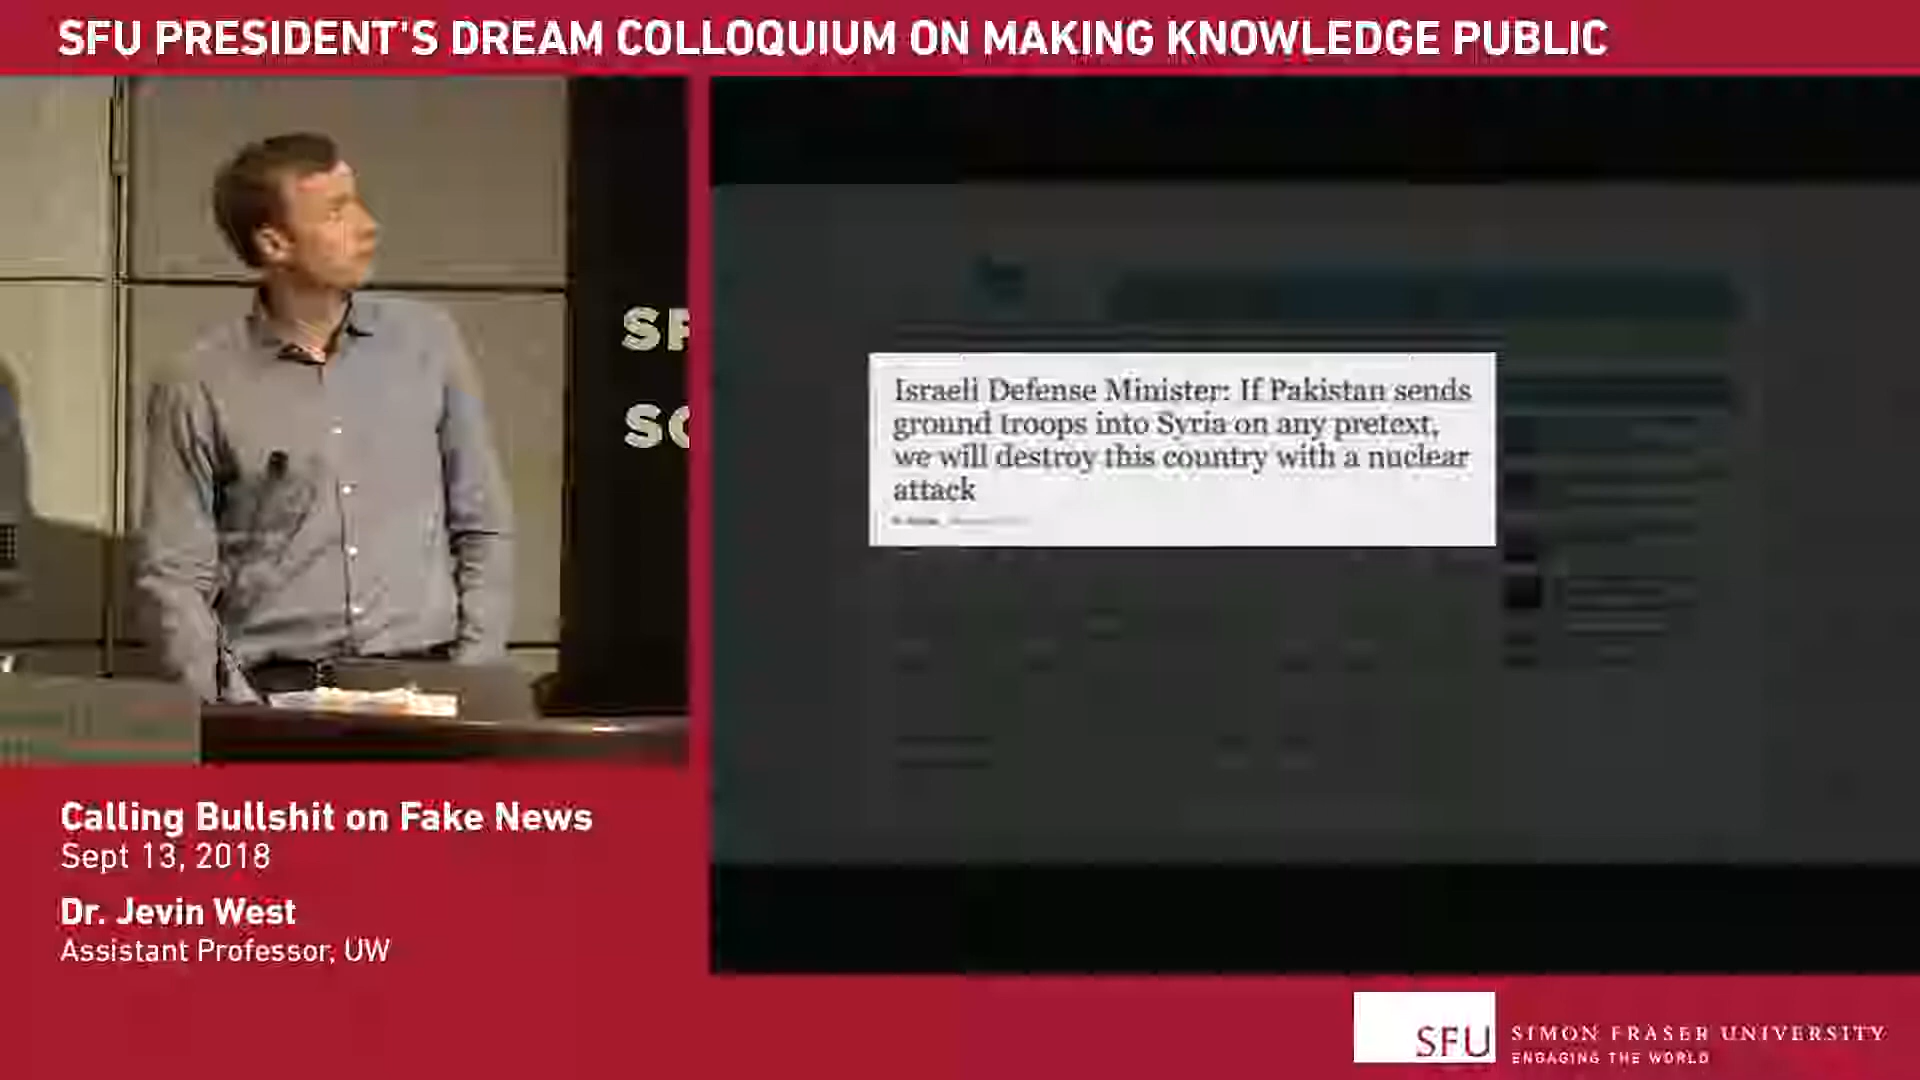 SFU PRESIDENT'S DREAM COLLOQUIUM ON MAKING KNOWLEDGE PUBLIC
SF
SC
Israeli Defense Minister: If Pakistan sends
ground troops into Syria on any pretext,
we will destroy this country with a nuclear
attack
Calling Bullshit on Fake News
Sept 13, 2018
Dr. Jevin West
Assistant Professor, UW
SFU
SIMON FRASER UNIVERSITY
ENGAGING THE WORLD